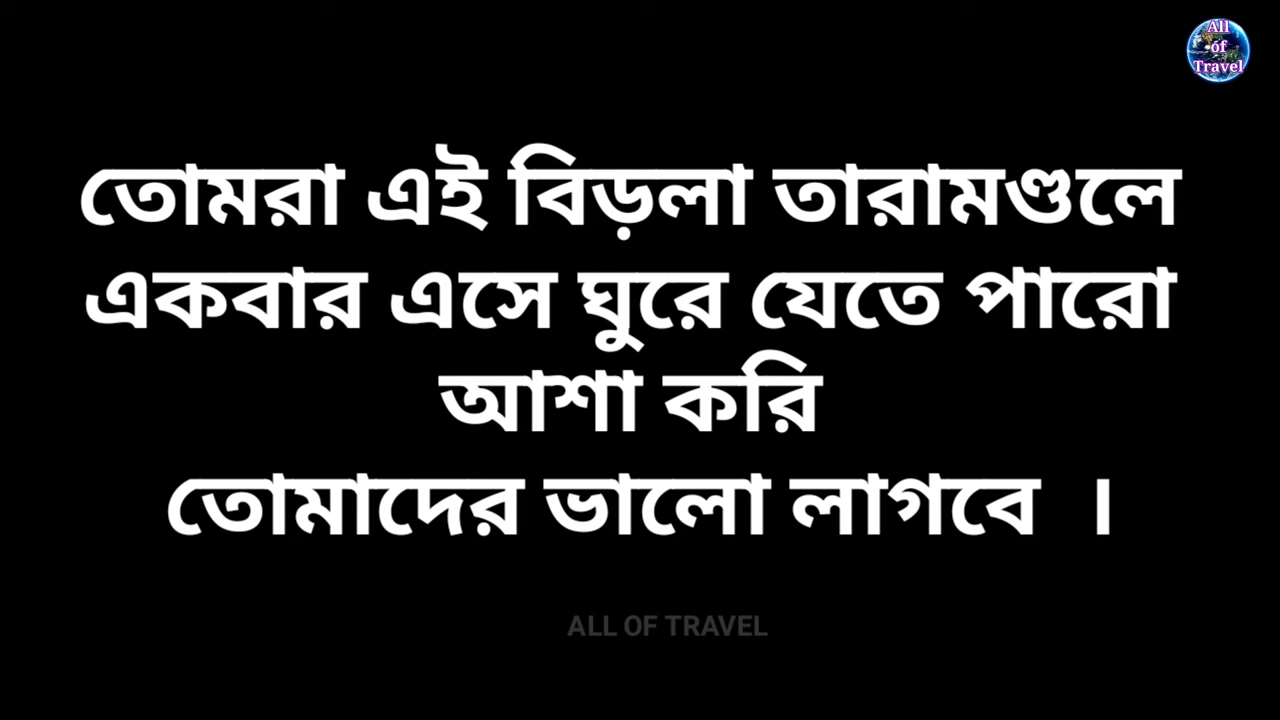 All
of
Travel
তোমরা এই বিড়লা তারামণ্ডলে
একবার এসে ঘুরে যেতে পারো
আশা করি
তোমাদের ভালো লাগবে ।
ALL OF TRAVEL